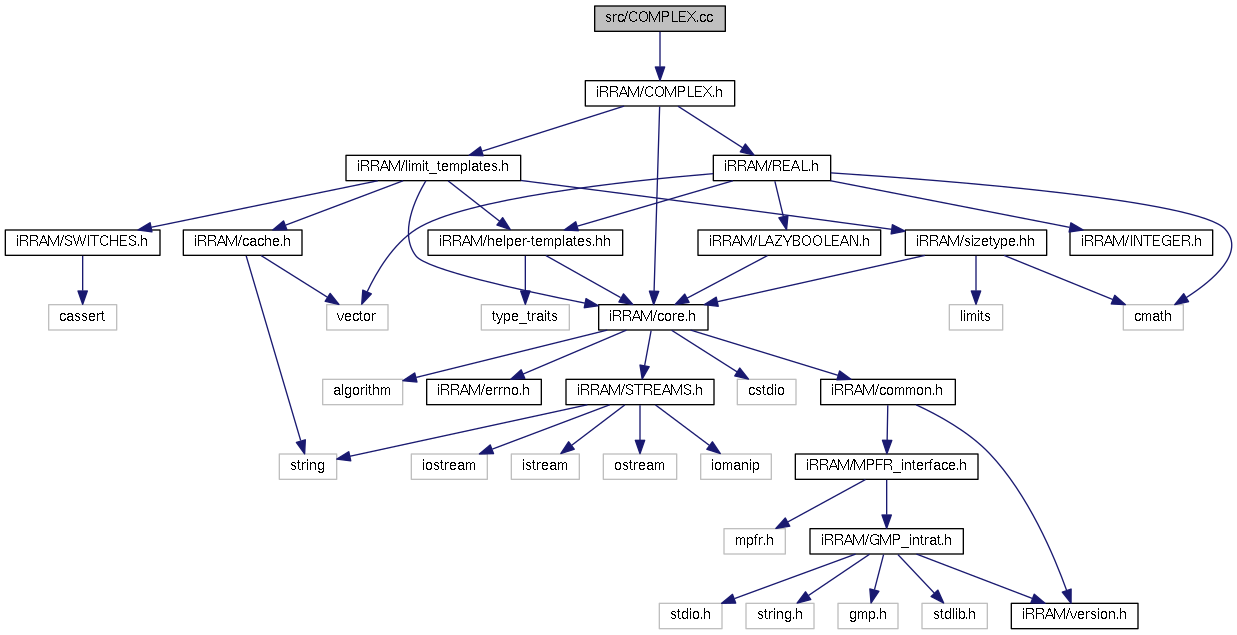 src/COMPLEX.cc
iRRAM/COMPLEX.h
iRRAM/limit_templates.h
iRRAM/REAL.h
iRRAM/SWITCHES.h
iRRAM/cache.h
iRRAM/helper-templates.hh
iRRAM/LAZYBOOLEAN.h
iRRAM/sizetype.hh
iRRAM/INTEGER.h
cassert
vector
type_traits
iRRAM/core.h
limits
cmath
algorithm
iRRAM/errno.h
iRRAM/STREAMS.h
cstdio
iRRAM/common.h
string
iostream
istream
ostream
iomanip
iRRAM/MPFR_interface.h
mpfr.h
iRRAM/GMP_intrat.h
stdio.h
string.h
gmp.h
stdlib.h
iRRAM/version.h